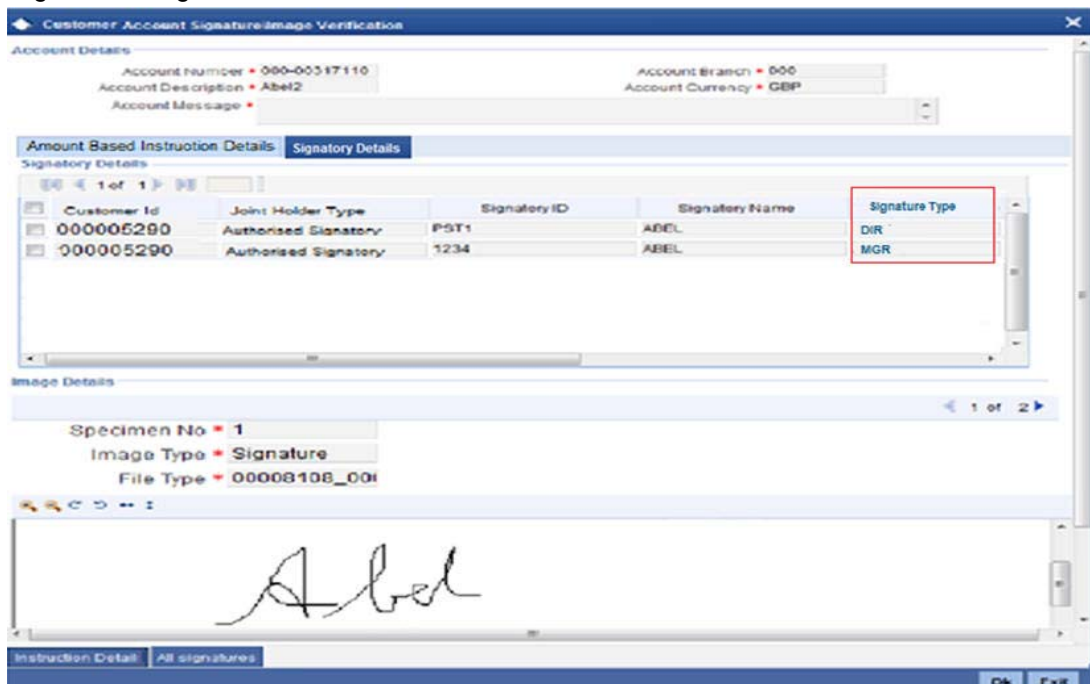 Customer Account Signature/Image Verification
Account Details
Account Number * 000-00317110
Account Branch * 000
Account Description * Abel2
Account Currency * GBP
Account Message *
Amount Based Instruction Details Signatory Details
Signatory Details
1 of 1
Customer Id Joint Holder Type Signatory ID Signatory Name Signature Type
000005290 Authorised Signatory PST1 ABEL DIR
000005290 Authorised Signatory 1234 ABEL MGR
Image Details
1 of 2
Specimen No * 1
Image Type * Signature
File Type * 00008108_00
Abel
Instruction Detail All signatures
Ok Exit